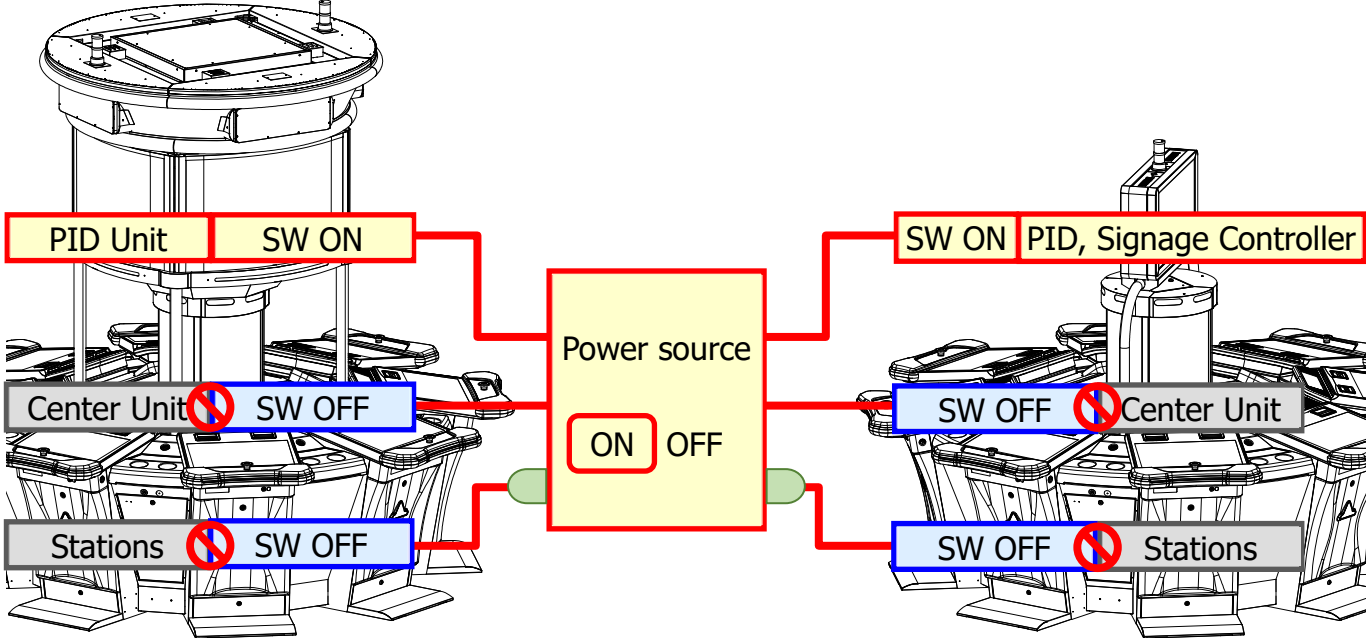 PID Unit SW ON
SW ON PID, Signage Controller
Power source
Center Unit SW OFF
SW OFF Center Unit
ON OFF
Stations SW OFF
SW OFF Stations